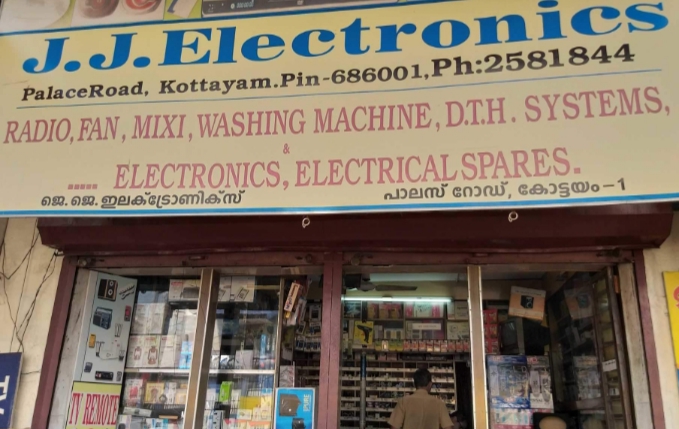 J.J.Electronics
PalaceRoad, Kottayam.Pin-686001,Ph:2581844
RADIO, FAN, MIXI, WASHING MACHINE, D.T.H. SYSTEMS,
&
..... ELECTRONICS, ELECTRICAL SPARES.
ജെ.ജെ.ഇലക്ട്രോണിക്സ് പാലസ് റോഡ്, കോട്ടയം-1
TV REMOTE